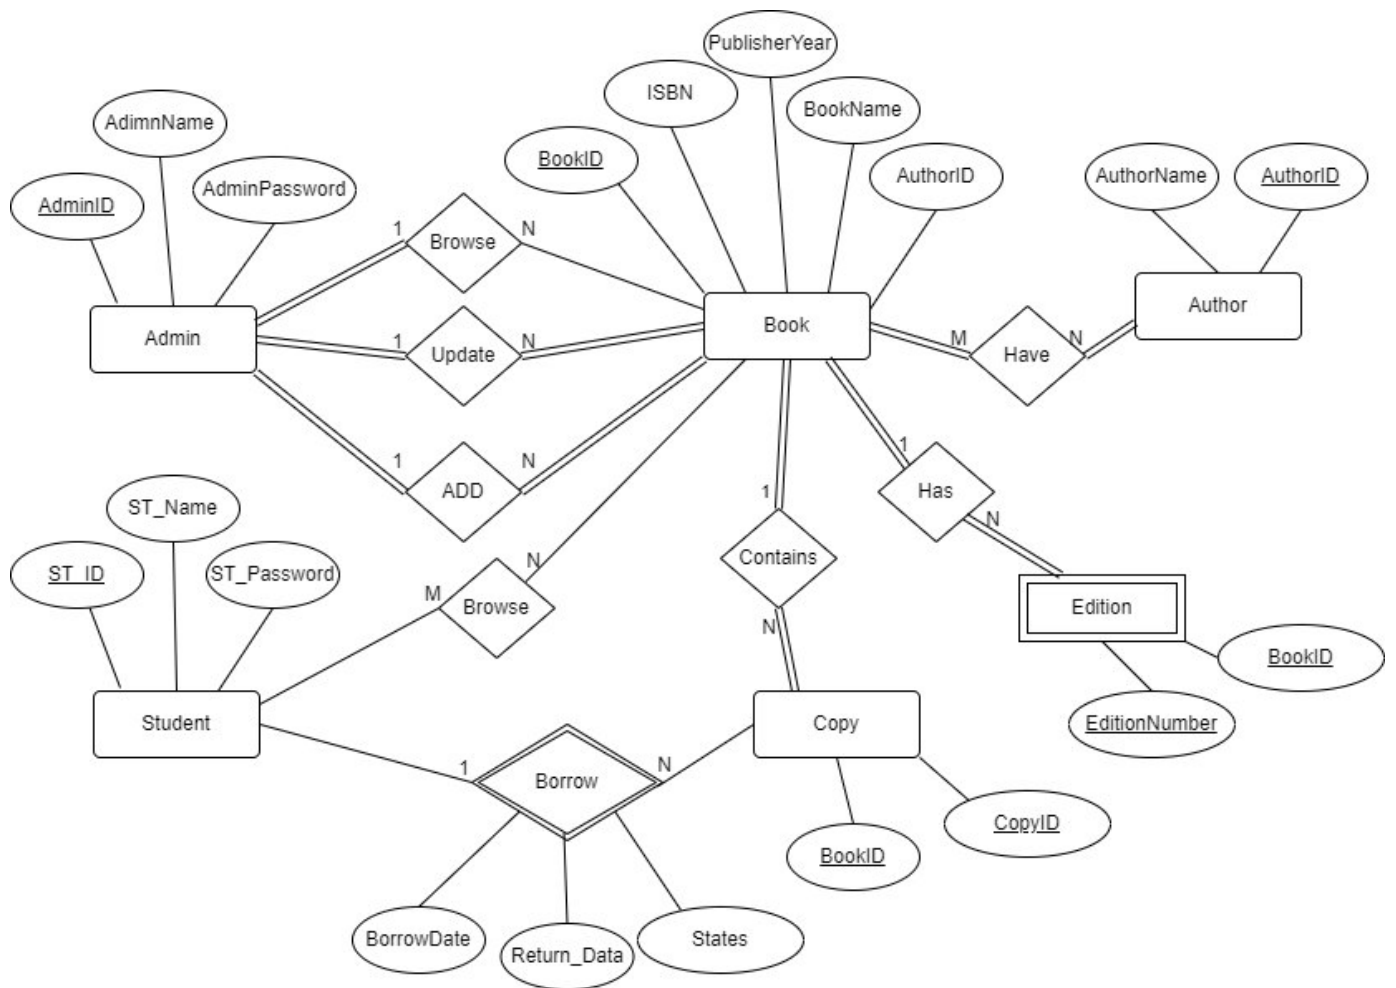 PublisherYear
ISBN
BookName
AdimnName
BookID
AuthorID
AuthorName
AuthorID
AdminPassword
AdminID
1
Browse
N
Admin
1
Update
N
Book
M
Have
N
Author
1
ADD
N
1
Has
N
1
Contains
N
ST_Name
ST_ID
ST_Password
M
Browse
N
Edition
BookID
EditionNumber
Student
Copy
1
Borrow
N
CopyID
BookID
BorrowDate
Return_Data
States